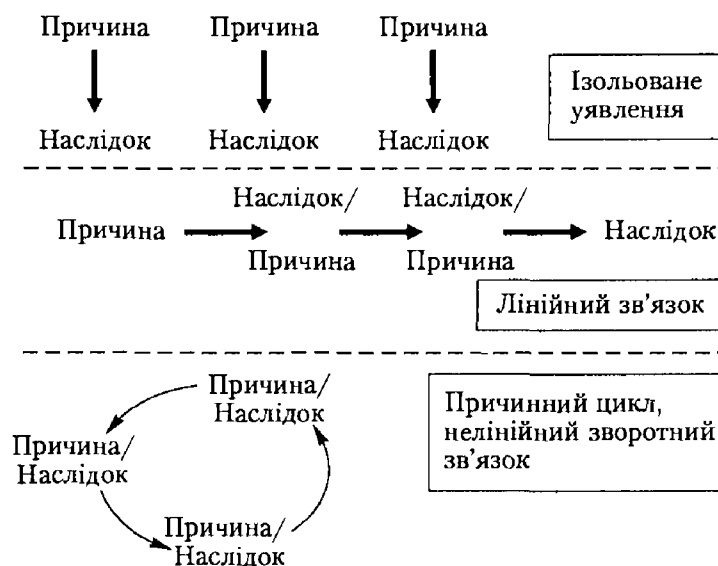 Причина Причина Причина
Ізольоване
уявлення
Наслідок Наслідок Наслідок
Наслідок/ Наслідок/
Причина Наслідок
Причина Причина
Лінійний зв'язок
Причина/
Наслідок
Причинний цикл,
нелінійний зворотний
зв'язок
Причина/
Наслідок
Причина/
Наслідок